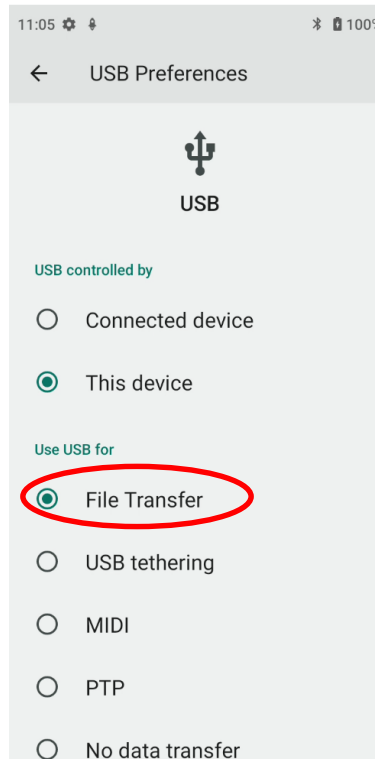 11:05 100%
USB Preferences
USB
USB controlled by
Connected device
This device
Use USB for
File Transfer
USB tethering
MIDI
PTP
No data transfer